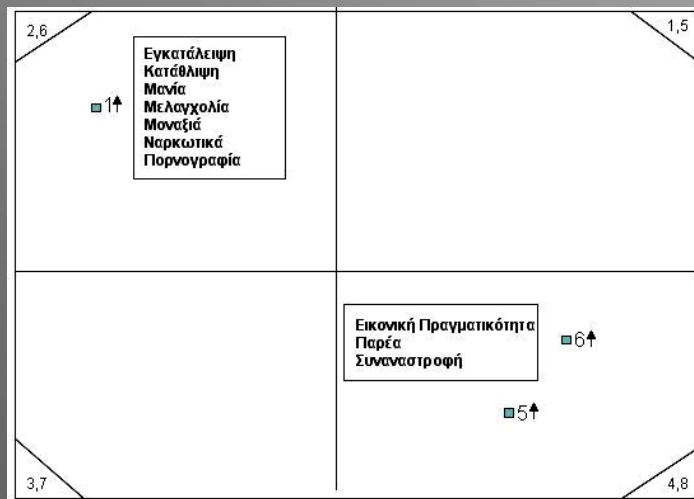 2,6
1,5
Εγκατάλειψη
Κατάθλιψη
Μανία
Μελαγχολία
Μοναξιά
Ναρκωτικά
Πορνογραφία
1
Εικονική Πραγματικότητα
Παρέα
Συναναστροφή
6
5
3,7
4,8